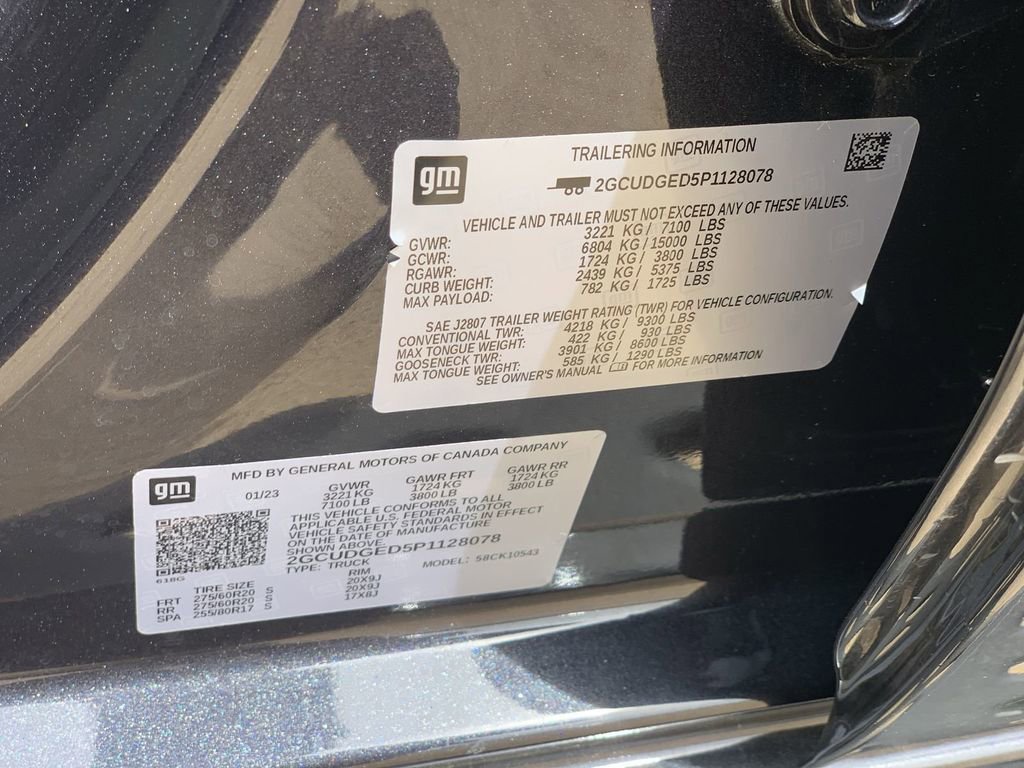 gm
TRAILERING INFORMATION
2GCUDGED5P1128078
VEHICLE AND TRAILER MUST NOT EXCEED ANY OF THESE VALUES.
GVWR: 3221 KG / 7100 LBS
GCWR: 6804 KG / 15000 LBS
RGAWR: 1724 KG / 3800 LBS
CURB WEIGHT: 2439 KG / 5375 LBS
MAX PAYLOAD: 782 KG / 1725 LBS
SAE J2807 TRAILER WEIGHT RATING (TWR) FOR VEHICLE CONFIGURATION.
CONVENTIONAL TWR: 4218 KG / 9300 LBS
MAX TONGUE WEIGHT: 422 KG / 930 LBS
GOOSENECK TWR: 3901 KG / 8600 LBS
MAX TONGUE WEIGHT: 585 KG / 1290 LBS
SEE OWNER'S MANUAL FOR MORE INFORMATION
gm
MFD BY GENERAL MOTORS OF CANADA COMPANY
01/23 GVWR GAWR FRT GAWR RR
3221 KG 1724 KG 1724 KG
7100 LB 3800 LB 3800 LB
THIS VEHICLE CONFORMS TO ALL
APPLICABLE U.S. FEDERAL MOTOR
VEHICLE SAFETY STANDARDS IN EFFECT
ON THE DATE OF MANUFACTURE
SHOWN ABOVE.
2GCUDGED5P1128078
TYPE: TRUCK MODEL: 58CK10543
618G
TIRE SIZE RIM
FRT 275/60R20 S 20X9J
RR 275/60R20 S 20X9J
SPA 255/80R17 S 17X8J